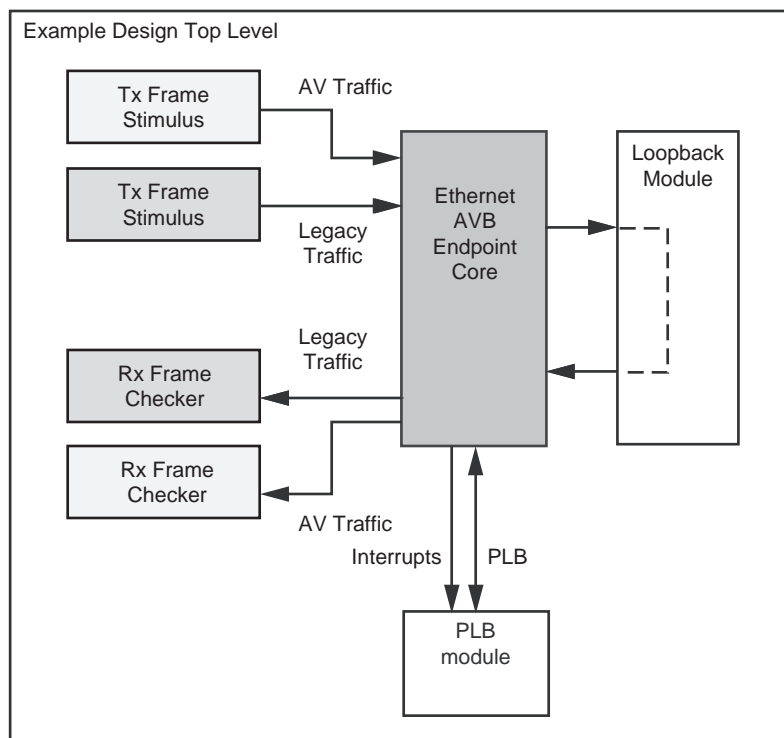 Example Design Top Level
AV Traffic
Tx Frame
Stimulus
Tx Frame
Stimulus
Legacy
Traffic
Ethernet
AVB
Endpoint
Core
Loopback
Module
Legacy
Traffic
Rx Frame
Checker
Rx Frame
Checker
AV Traffic
Interrupts
PLB
PLB
module